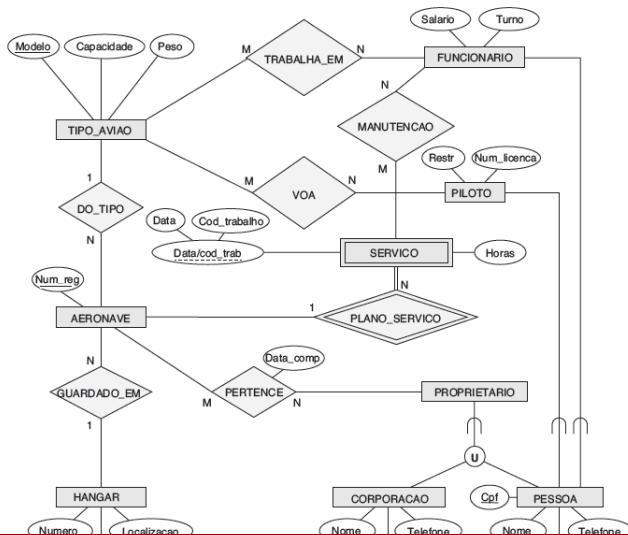 Salario
Turno
Modelo
Capacidade
Peso
M
N
TRABALHA_EM
FUNCIONARIO
N
TIPO_AVIAO
MANUTENCAO
M
Restr
Num_licenca
1
M
N
VOA
PILOTO
DO_TIPO
Data
Cod_trabalho
N
Data/cod_trab
SERVICO
Horas
Num_reg
N
1
AERONAVE
PLANO_SERVICO
N
Data_comp
GUARDADO_EM
PERTENCE
PROPRIETARIO
M
N
1
U
HANGAR
CORPORACAO
Cpf
PESSOA
Numero
Localizacao
Nome
Telefone
Nome
Telefone